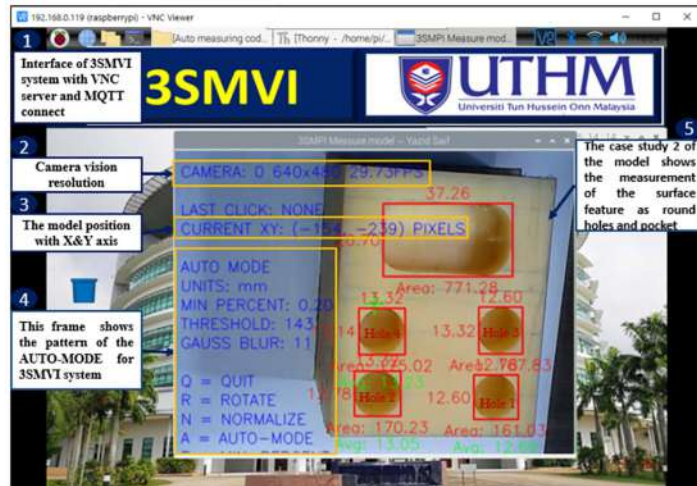 192.168.0.119 (raspberrypi) - VNC Viewer
[Auto measuring cod...
[Thonny - /home/pi/...
3SMPI Measure mod...
1
Interface of 3SMVI
system with VNC
server and MQTT
connect
3SMVI
UTHM
Universiti Tun Hussein Onn Malaysia
3SMPI Measure model -- Yazid Saif
2
Camera vision
resolution
CAMERA: 0 640x480 29.73FPS
LAST CLICK: NONE
3
The model position
with X&Y axis
CURRENT XY: (-154, -239) PIXELS
4
This frame shows
the pattern of the
AUTO-MODE for
3SMVI system
AUTO MODE
UNITS: mm
MIN PERCENT: 0.20
THRESHOLD: 143
GAUSS BLUR: 11
Q = QUIT
R = ROTATE
N = NORMALIZE
A = AUTO-MODE
5
The case study 2 of
the model shows
the measurement
of the surface
feature as round
holes and pocket
37.26
Area: 771.28
13.32
12.60
Hole 4
13.32
Hole 3
12.60
Hole 1
Area: 170.23
Area: 161.03
Avg: 13.05